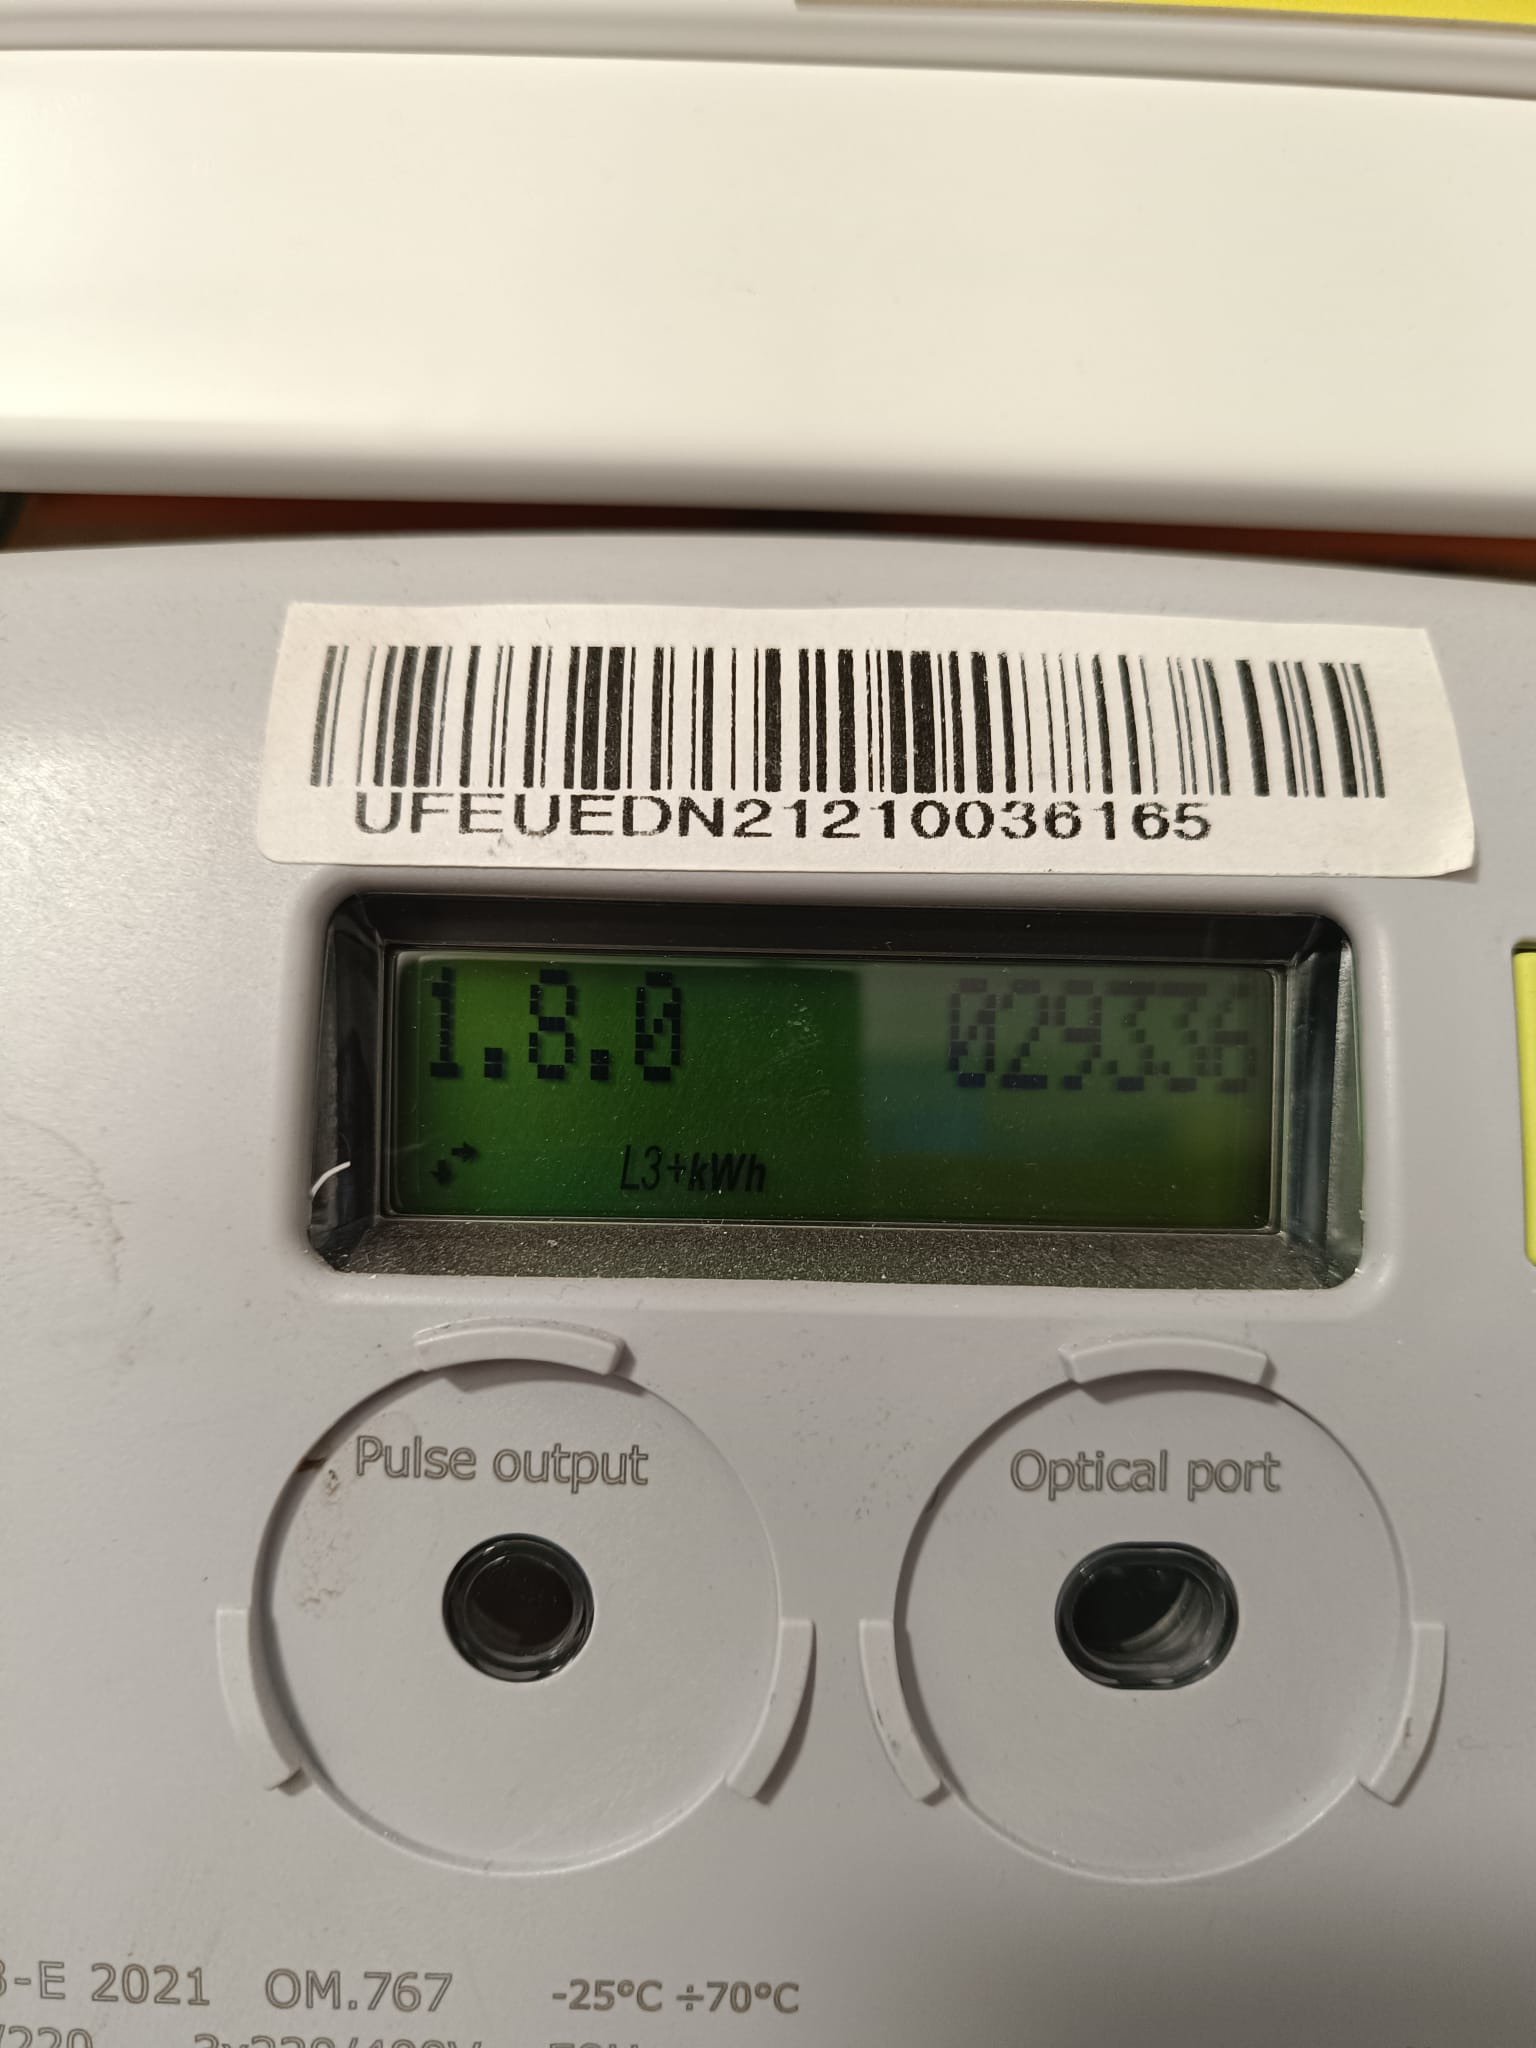 UFEUEDN21210036165
1.8.0 029336
L3+kWh
Pulse output
Optical port
-E 2021 OM.767 -25°C ÷70°C